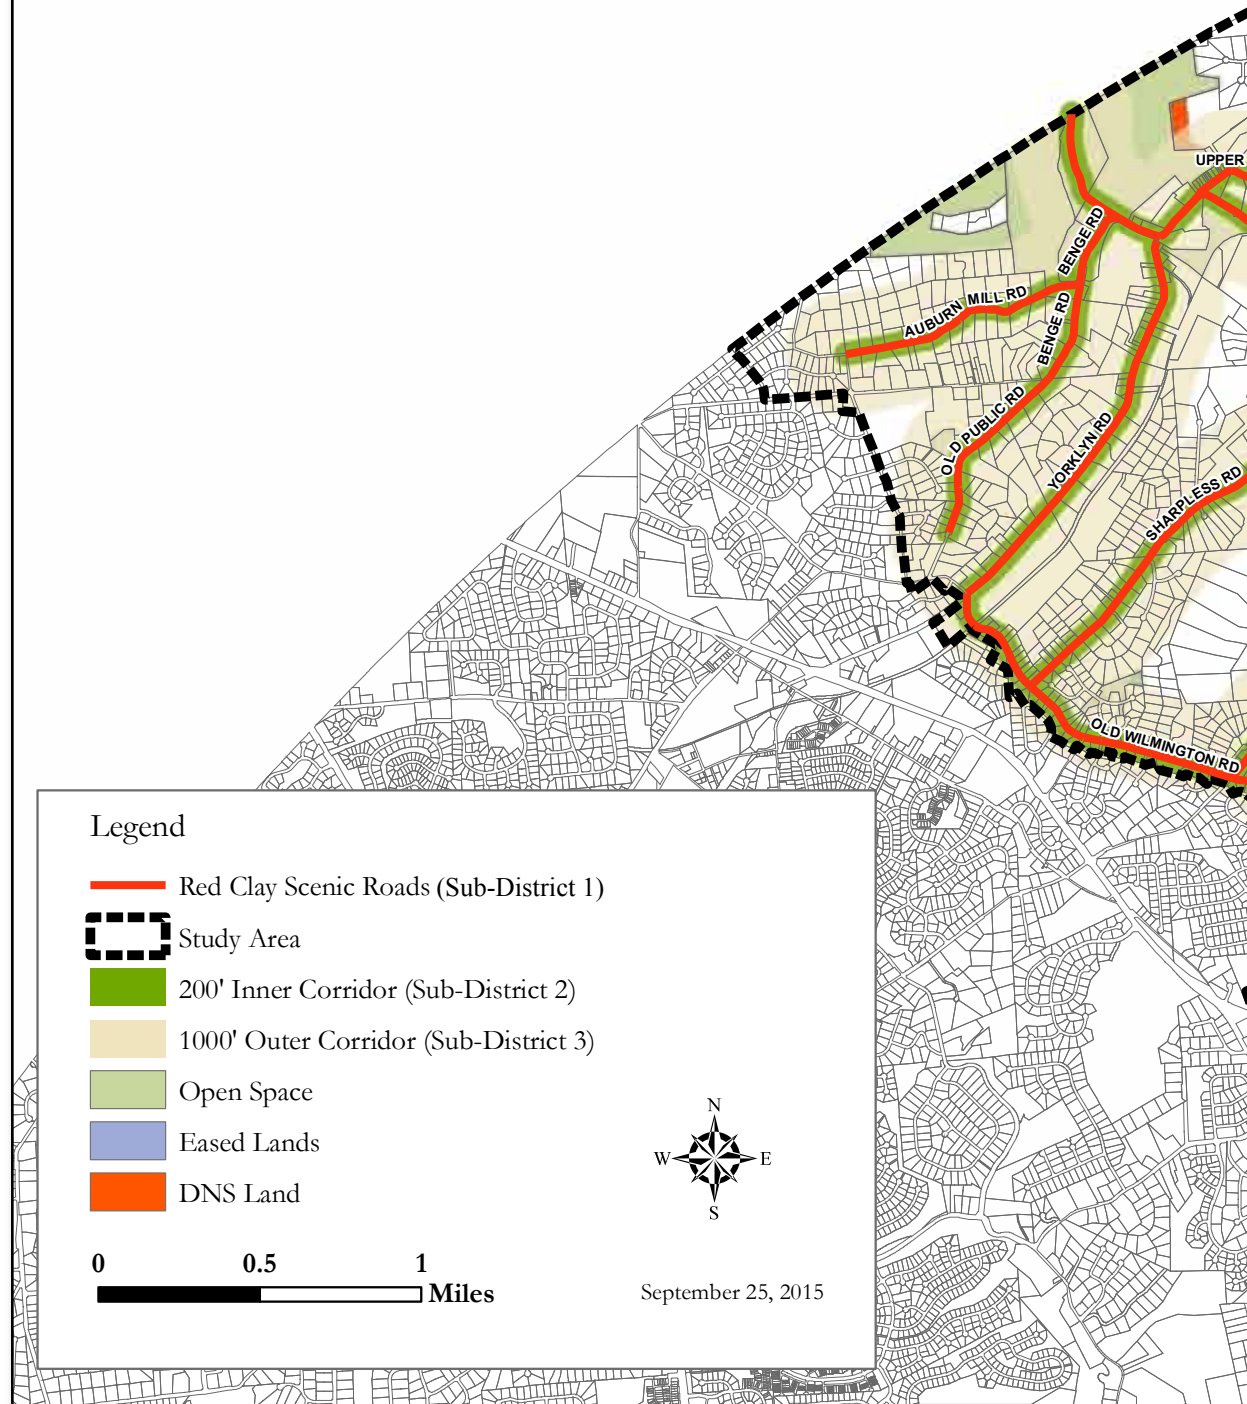 UPPER
BENGE RD
AUBURN MILL RD
BENGE RD
OLD PUBLIC RD
YORKLYN RD
SHARPLESS RD
OLD WILMINGTON RD
Legend
Red Clay Scenic Roads (Sub-District 1)
Study Area
200' Inner Corridor (Sub-District 2)
1000' Outer Corridor (Sub-District 3)
Open Space
Eased Lands
DNS Land
N
W E
S
0 0.5 1
Miles
September 25, 2015